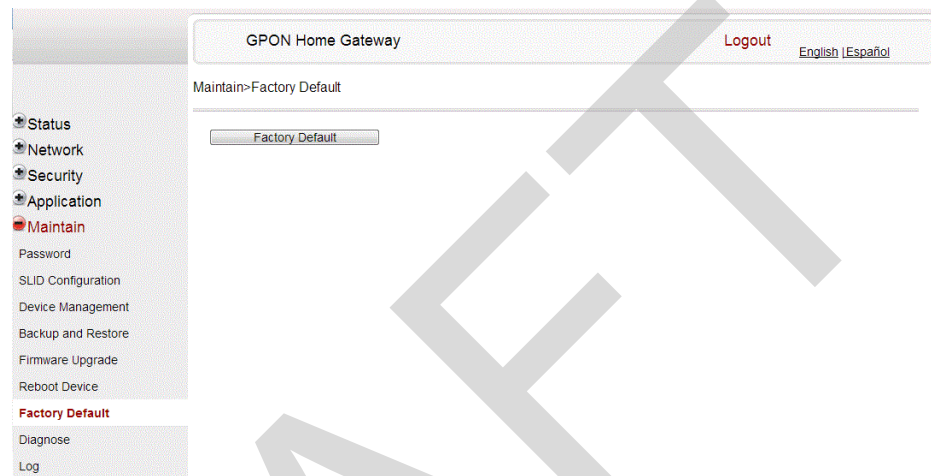 GPON Home Gateway
Logout
English | Español
Maintain>Factory Default
Factory Default
Status
Network
Security
Application
Maintain
Password
SLID Configuration
Device Management
Backup and Restore
Firmware Upgrade
Reboot Device
Factory Default
Diagnose
Log
AFT